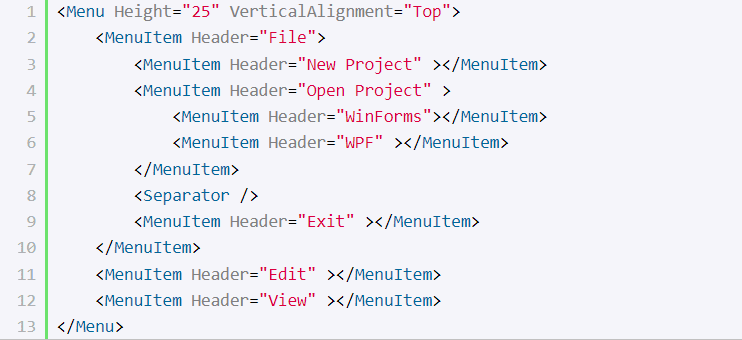 1 <Menu Height="25" VerticalAlignment="Top">
2     <MenuItem Header="File">
3         <MenuItem Header="New Project" ></MenuItem>
4         <MenuItem Header="Open Project" >
5             <MenuItem Header="WinForms"></MenuItem>
6             <MenuItem Header="WPF" ></MenuItem>
7         </MenuItem>
8         <Separator />
9         <MenuItem Header="Exit" ></MenuItem>
10     </MenuItem>
11     <MenuItem Header="Edit" ></MenuItem>
12     <MenuItem Header="View" ></MenuItem>
13 </Menu>